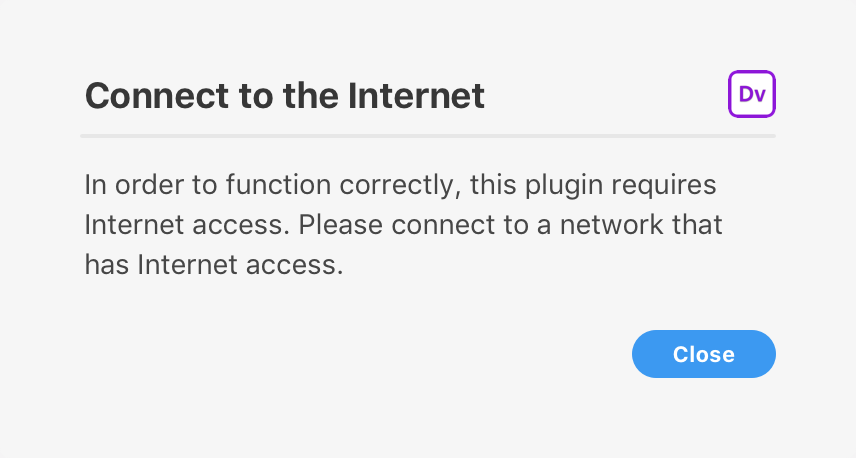 Connect to the Internet
Dv
In order to function correctly, this plugin requires
Internet access. Please connect to a network that
has Internet access.
Close